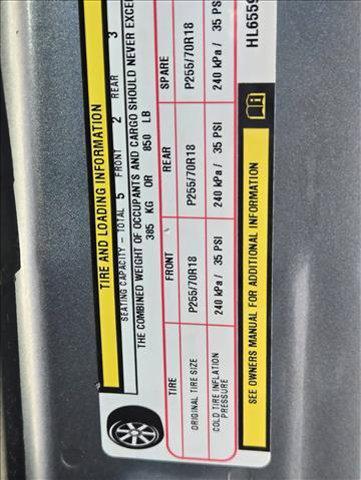 TIRE AND LOADING INFORMATION
SEATING CAPACITY - TOTAL 5 FRONT 2 REAR 3
THE COMBINED WEIGHT OF OCCUPANTS AND CARGO SHOULD NEVER EXCE
385 KG OR 850 LB
TIRE FRONT REAR SPARE
ORIGINAL TIRE SIZE P255/70R18 P255/70R18 P255/70R18
COLD TIRE INFLATION PRESSURE 240 kPa / 35 PSI 240 kPa / 35 PSI 240 kPa / 35 PSI
SEE OWNERS MANUAL FOR ADDITIONAL INFORMATION
HL6559